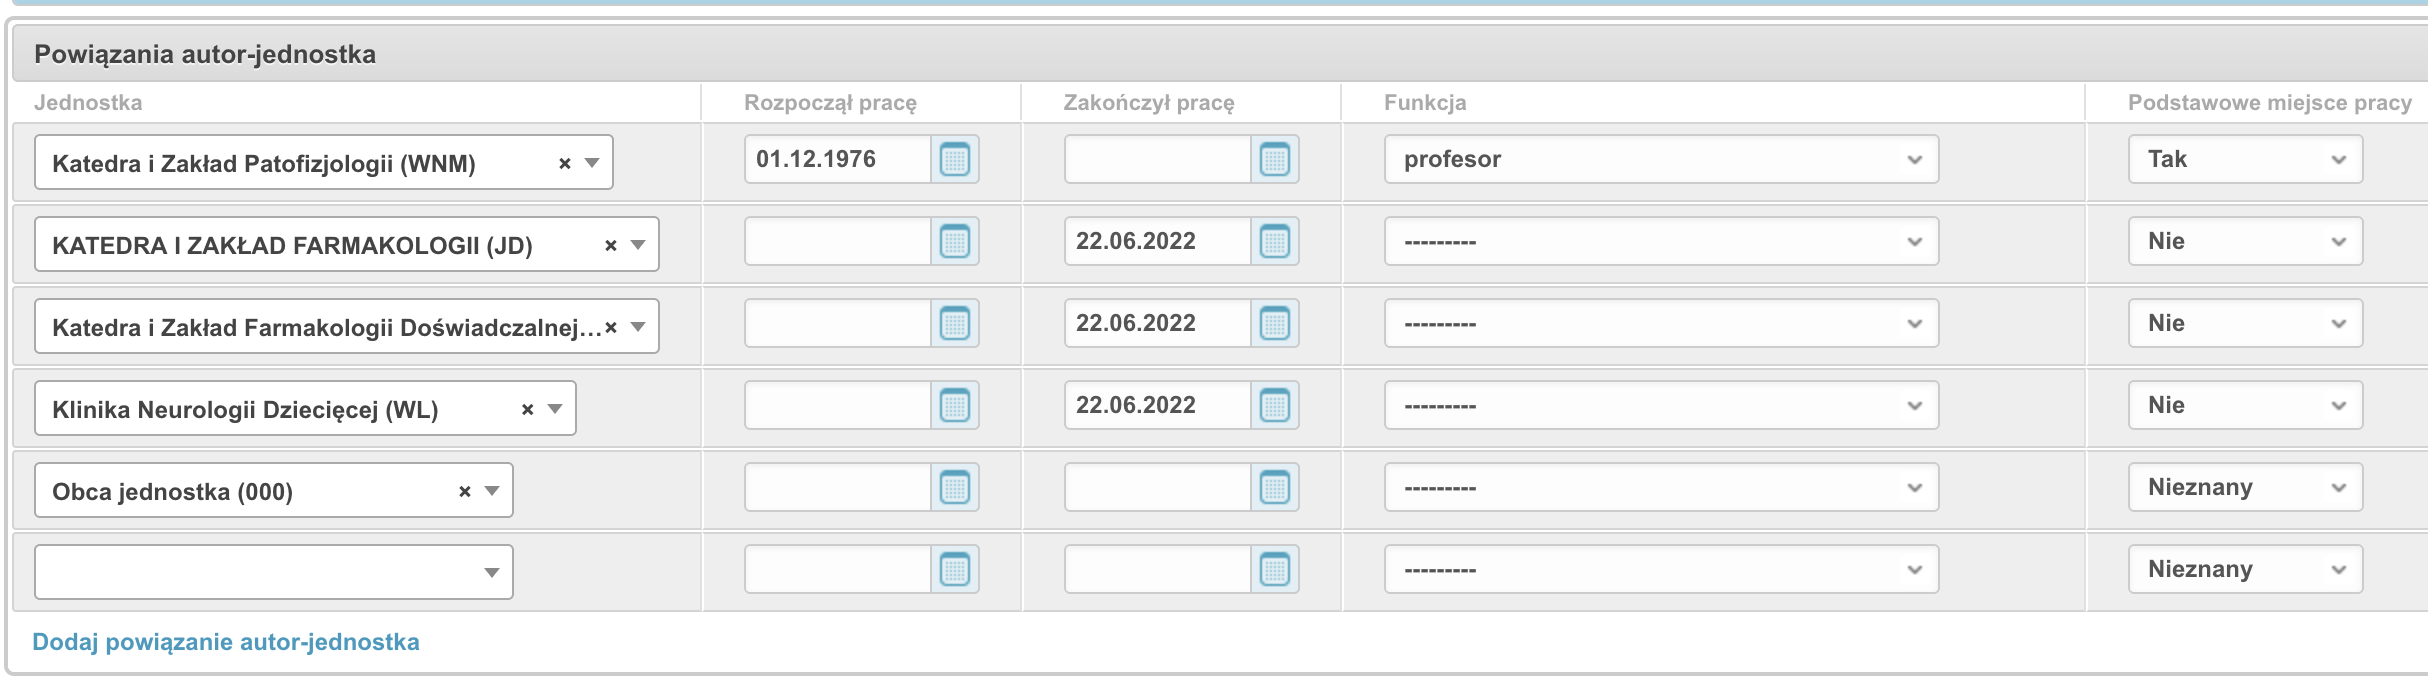 Powiązania autor-jednostka
Jednostka Rozpoczął pracę Zakończył pracę Funkcja Podstawowe miejsce pracy
Katedra i Zakład Patofizjologii (WNM) × 01.12.1976 profesor Tak
KATEDRA I ZAKŁAD FARMAKOLOGII (JD) × 22.06.2022 --------- Nie
Katedra i Zakład Farmakologii Doświadczalnej… × 22.06.2022 --------- Nie
Klinika Neurologii Dziecięcej (WL) × 22.06.2022 --------- Nie
Obca jednostka (000) × --------- Nieznany
--------- Nieznany
Dodaj powiązanie autor-jednostka